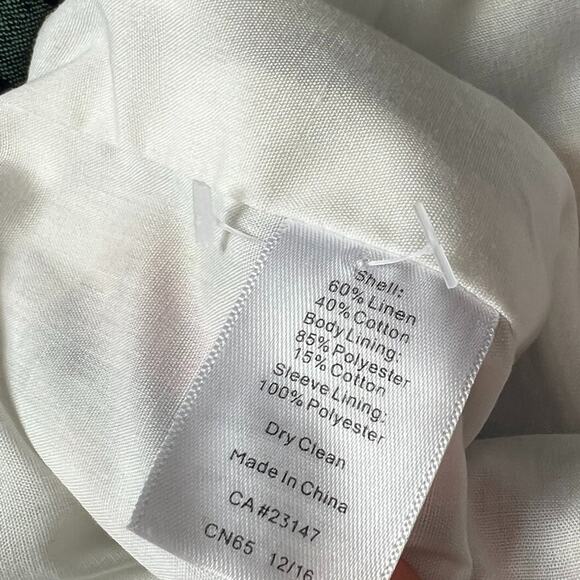 Shell:
60% Linen
40% Cotton
Body Lining:
85% Polyester
15% Cotton
Sleeve Lining:
100% Polyester
Dry Clean
Made In China
CA #23147
CN65 12/16